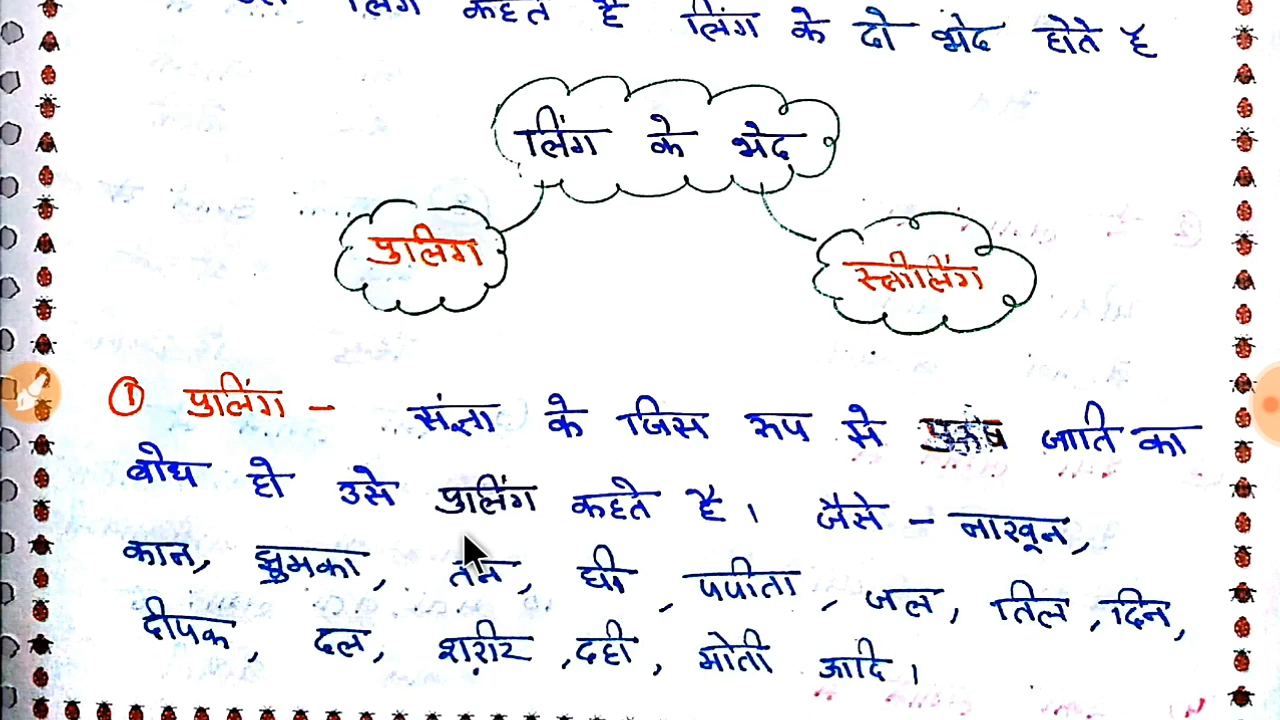 लिंग कहते है लिंग के दो भेद होते है
लिंग के भेद
पुलिंग
स्त्रीलिंग
① पुलिंग - संज्ञा के जिस रुप मे पुरुष जाति का
बोध हो उसे पुलिंग कहते है। जैसे - नाखून,
कान, झुमका, तन, घी, पपीता, जल, तिल, दिन,
दीपक, दल, शरीर, दही, मोती आदि।